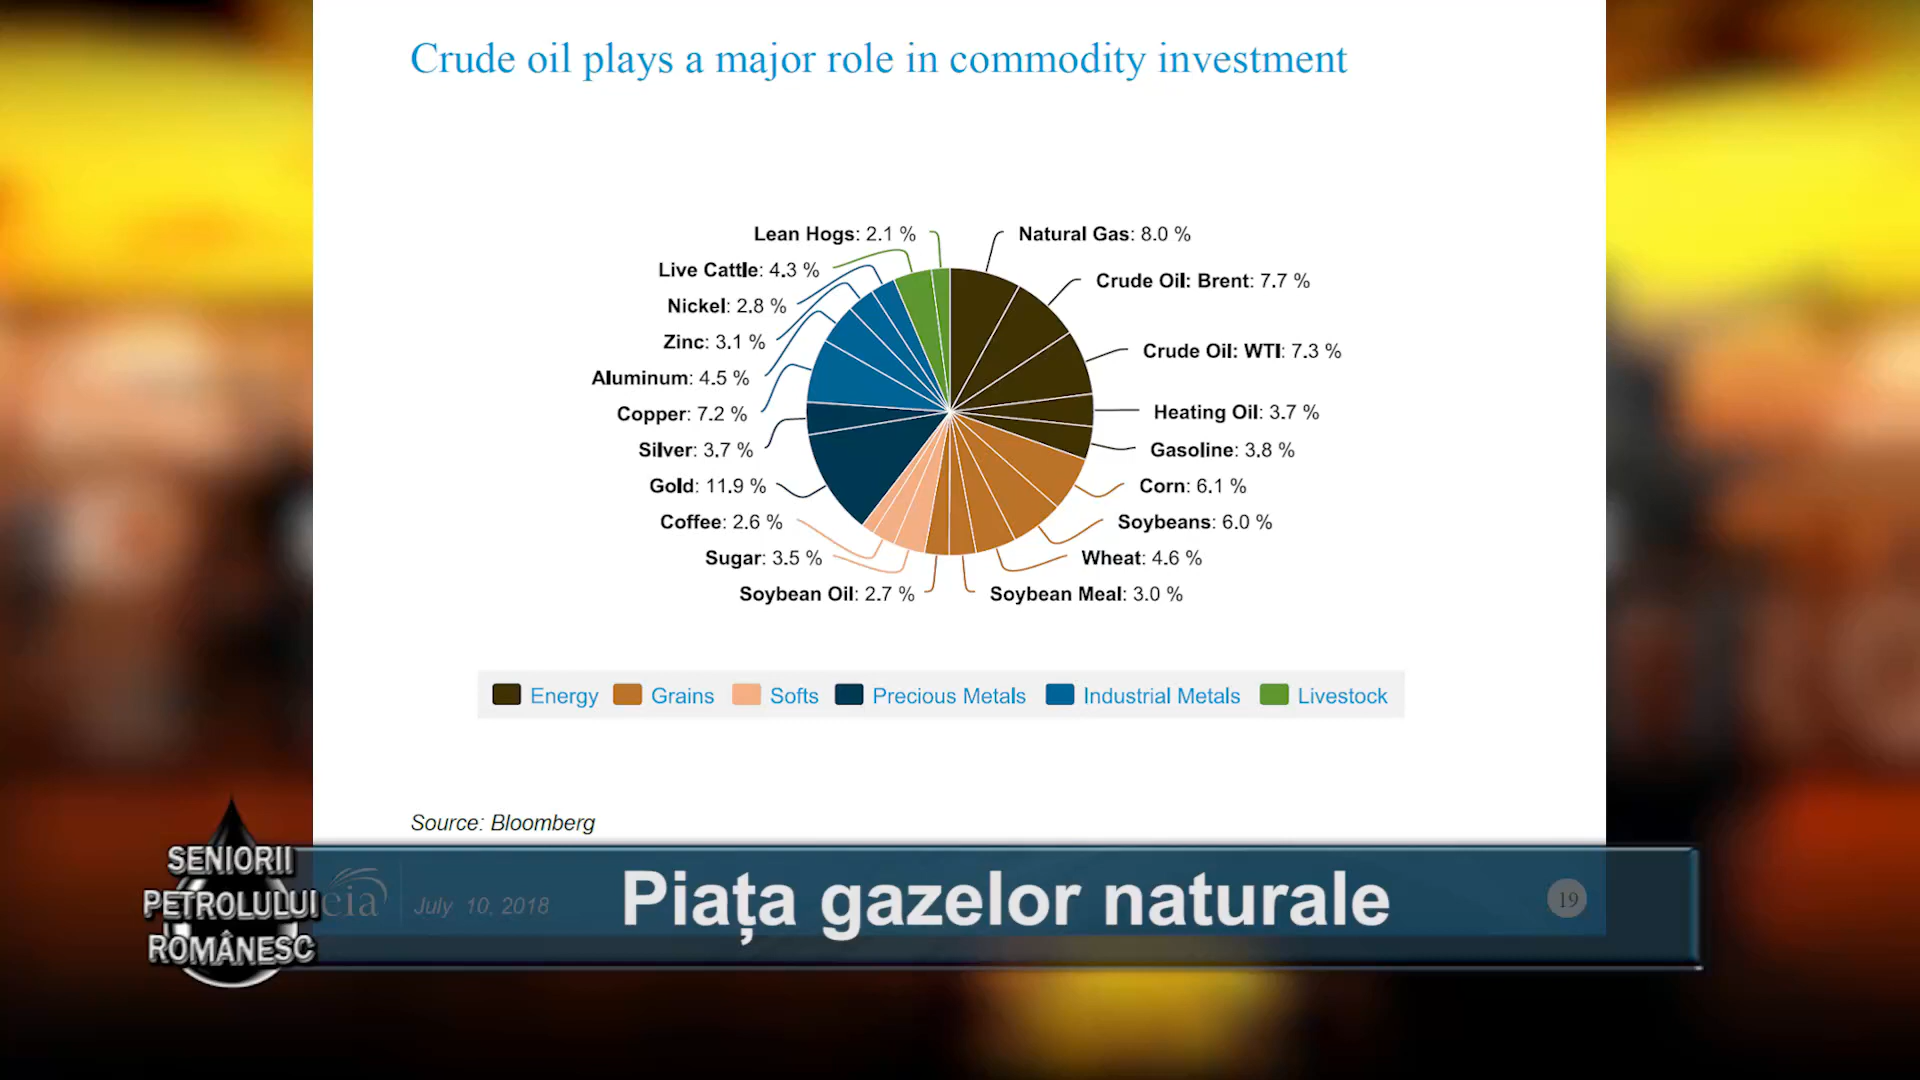 Crude oil plays a major role in commodity investment
Lean Hogs: 2.1 %
Natural Gas: 8.0 %
Live Cattle: 4.3 %
Crude Oil: Brent: 7.7 %
Nickel: 2.8 %
Zinc: 3.1 %
Crude Oil: WTI: 7.3 %
Aluminum: 4.5 %
Copper: 7.2 %
Heating Oil: 3.7 %
Silver: 3.7 %
Gasoline: 3.8 %
Gold: 11.9 %
Corn: 6.1 %
Coffee: 2.6 %
Soybeans: 6.0 %
Sugar: 3.5 %
Wheat: 4.6 %
Soybean Oil: 2.7 %
Soybean Meal: 3.0 %
Energy Grains Softs Precious Metals Industrial Metals Livestock
Source: Bloomberg
SENIORII
PETROLULUI
ROMÂNESC
eia
July 10, 2018
Piața gazelor naturale
19